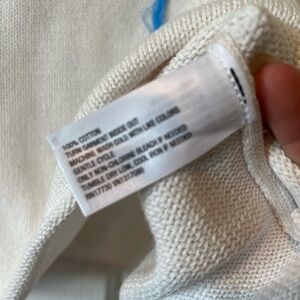 100% COTTON
TURN GARMENT INSIDE OUT
MACHINE WASH COLD WITH LIKE COLORS
GENTLE CYCLE
ONLY NON-CHLORINE BLEACH IF NEEDED
TUMBLE DRY LOW, COOL IRON IF NEEDED
RN17730